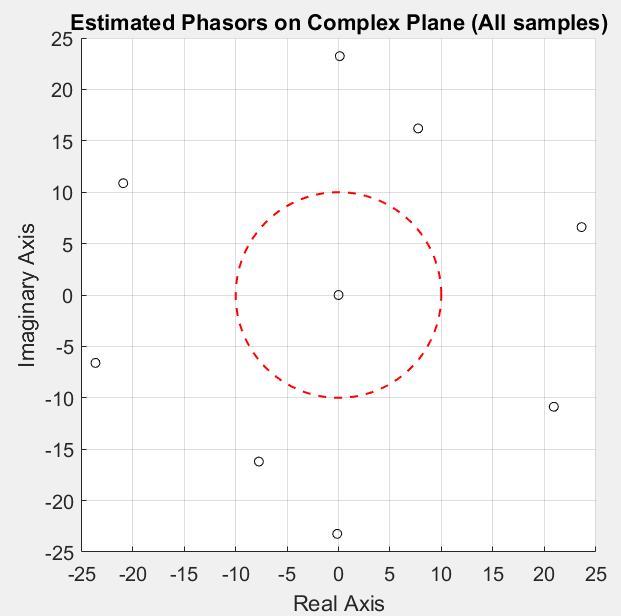 Estimated Phasors on Complex Plane (All samples)
25
20
15
10
5
0
-5
-10
-15
-20
-25
Imaginary Axis
-25 -20 -15 -10 -5 0 5 10 15 20 25
Real Axis